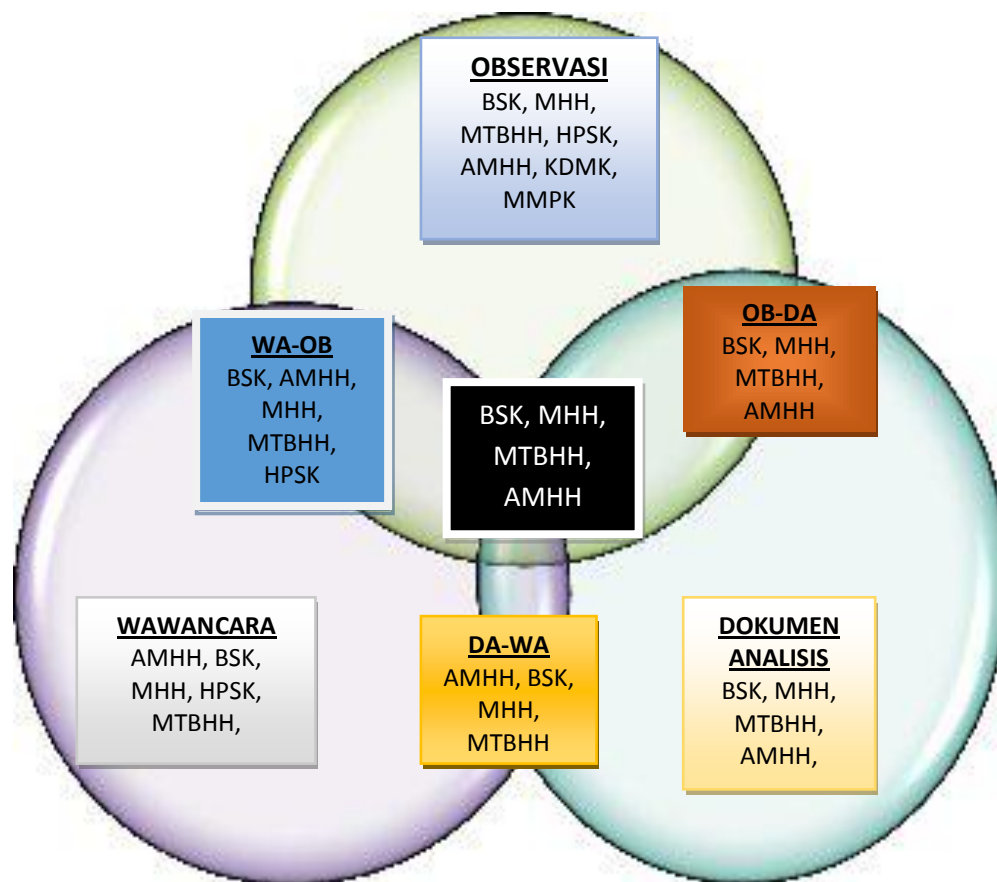 OBSERVASI
BSK, MHH,
MTBHH, HPSK,
AMHH, KDMK,
MMPK
WA-OB
BSK, AMHH,
MHH,
MTBHH,
HPSK
OB-DA
BSK, MHH,
MTBHH,
AMHH
BSK, MHH,
MTBHH,
AMHH
WAWANCARA
AMHH, BSK,
MHH, HPSK,
MTBHH,
DA-WA
AMHH, BSK,
MHH,
MTBHH
DOKUMEN
ANALISIS
BSK, MHH,
MTBHH,
AMHH,